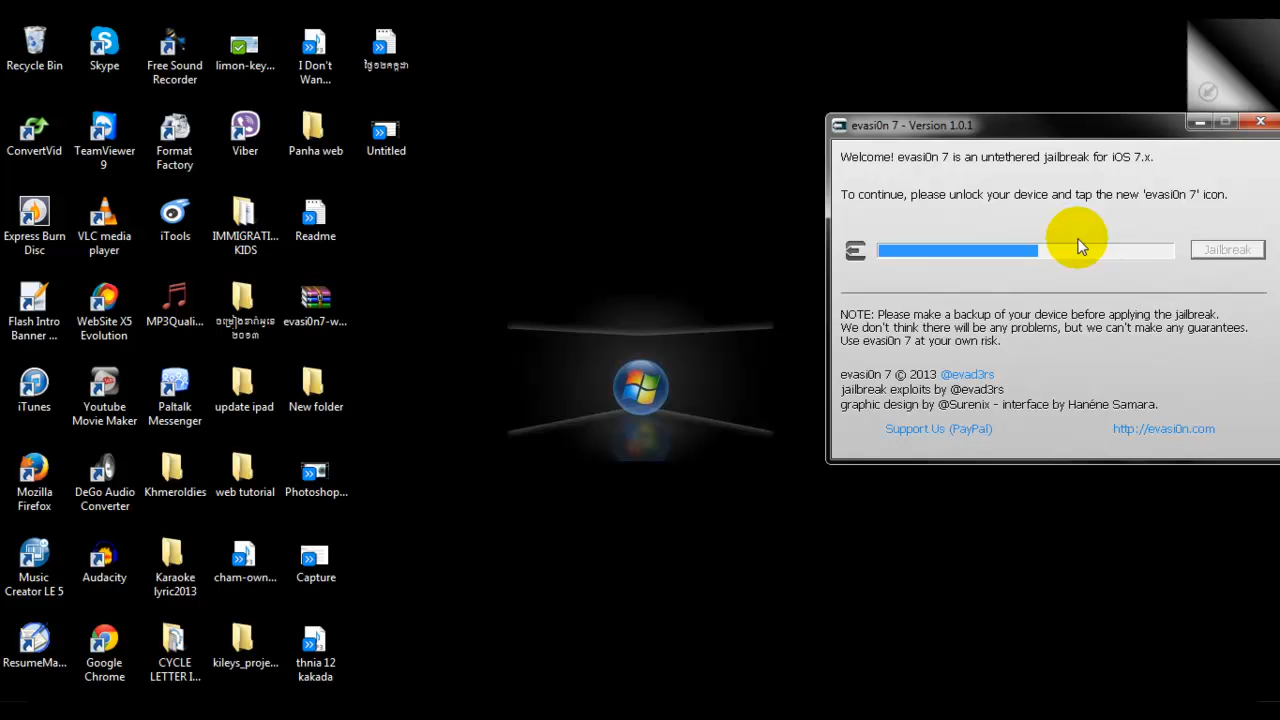 Recycle Bin
Skype
Free Sound
Recorder
limon-key...
I Don't
Wan...
ConvertVid
TeamViewer
9
Format
Factory
Viber
Panha web
Untitled
Express Burn
Disc
VLC media
player
iTools
IMMIGRATI...
KIDS
Readme
Flash Intro
Banner ...
WebSite X5
Evolution
MP3Quali...
evasi0n7-w...
iTunes
Youtube
Movie Maker
Paltalk
Messenger
update ipad
New folder
Mozilla
Firefox
DeGo Audio
Converter
Khmeroldies
web tutorial
Photoshop...
Music
Creator LE 5
Audacity
Karaoke
lyric2013
cham-own...
Capture
ResumeMa...
Google
Chrome
CYCLE
LETTER I...
kileys_proje...
thnia 12
kakada
evasi0n 7 - Version 1.0.1
Welcome! evasi0n 7 is an untethered jailbreak for iOS 7.x.
To continue, please unlock your device and tap the new 'evasi0n 7' icon.
Jailbreak
NOTE: Please make a backup of your device before applying the jailbreak.
We don't think there will be any problems, but we can't make any guarantees.
Use evasi0n 7 at your own risk.
evasi0n 7 © 2013 @evad3rs
jailbreak exploits by @evad3rs
graphic design by @Surenix - interface by Hanéne Samara.
Support Us (PayPal)
http://evasi0n.com